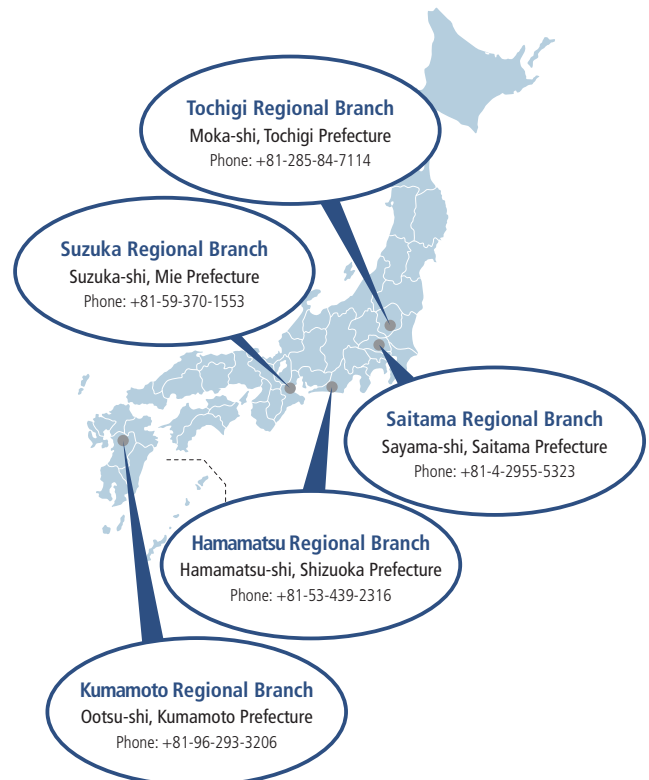 Tochigi Regional Branch
Moka-shi, Tochigi Prefecture
Phone: +81-285-84-7114
Suzuka Regional Branch
Suzuka-shi, Mie Prefecture
Phone: +81-59-370-1553
Saitama Regional Branch
Sayama-shi, Saitama Prefecture
Phone: +81-4-2955-5323
Hamamatsu Regional Branch
Hamamatsu-shi, Shizuoka Prefecture
Phone: +81-53-439-2316
Kumamoto Regional Branch
Ootsu-shi, Kumamoto Prefecture
Phone: +81-96-293-3206